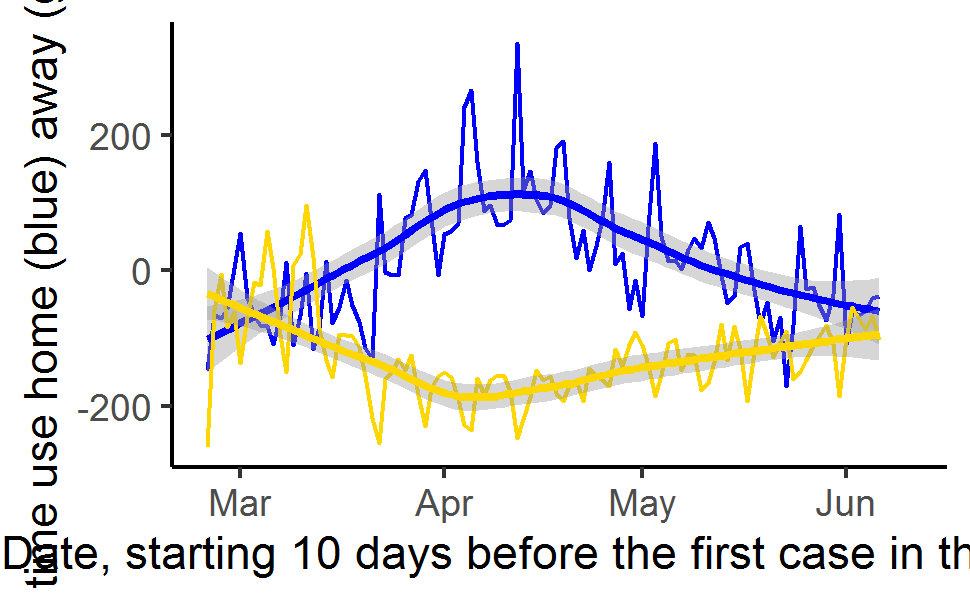 time use home (blue) away (
200
0
-200
Mar Apr May Jun
Date, starting 10 days before the first case in th